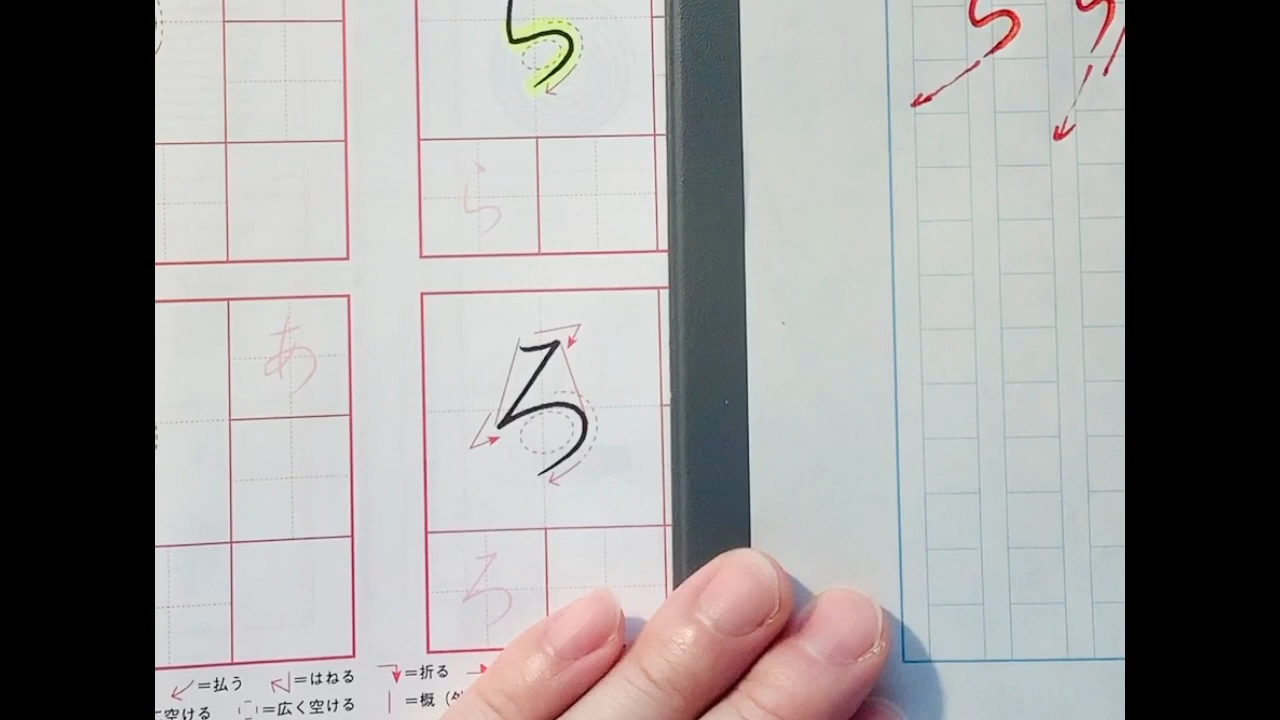 ら
ら
あ
ろ
ろ
=払う =はねる =折る
空ける =広く空ける =概